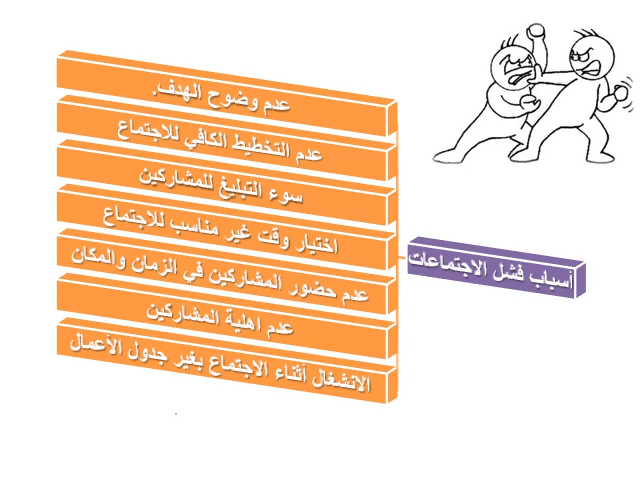 أسباب فشل الاجتماعات
عدم وضوح الهدف.
عدم التخطيط الكافي للاجتماع
سوء التبليغ للمشاركين
اختيار وقت غير مناسب للاجتماع
عدم حضور المشاركين في الزمان والمكان
عدم اهلية المشاركين
الانشغال أثناء الاجتماع بغير جدول الأعمال